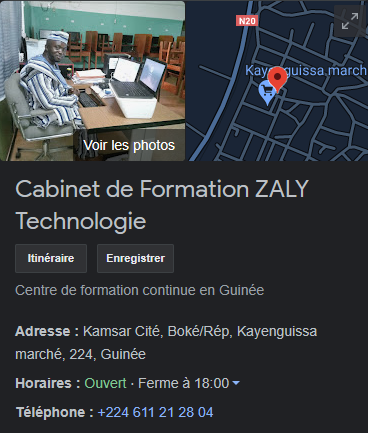 N20
Kayenguissa march
Voir les photos
Cabinet de Formation ZALY
Technologie
Itinéraire
Enregistrer
Centre de formation continue en Guinée
Adresse : Kamsar Cité, Boké/Rép, Kayenguissa
marché, 224, Guinée
Horaires : Ouvert · Ferme à 18:00
Téléphone : +224 611 21 28 04